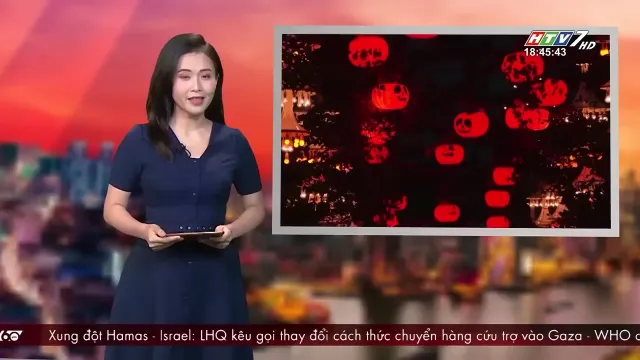 HTV7 HD
18:45:43
60
Xung đột Hamas - Israel: LHQ kêu gọi thay đổi cách thức chuyển hàng cứu trợ vào Gaza - WHO